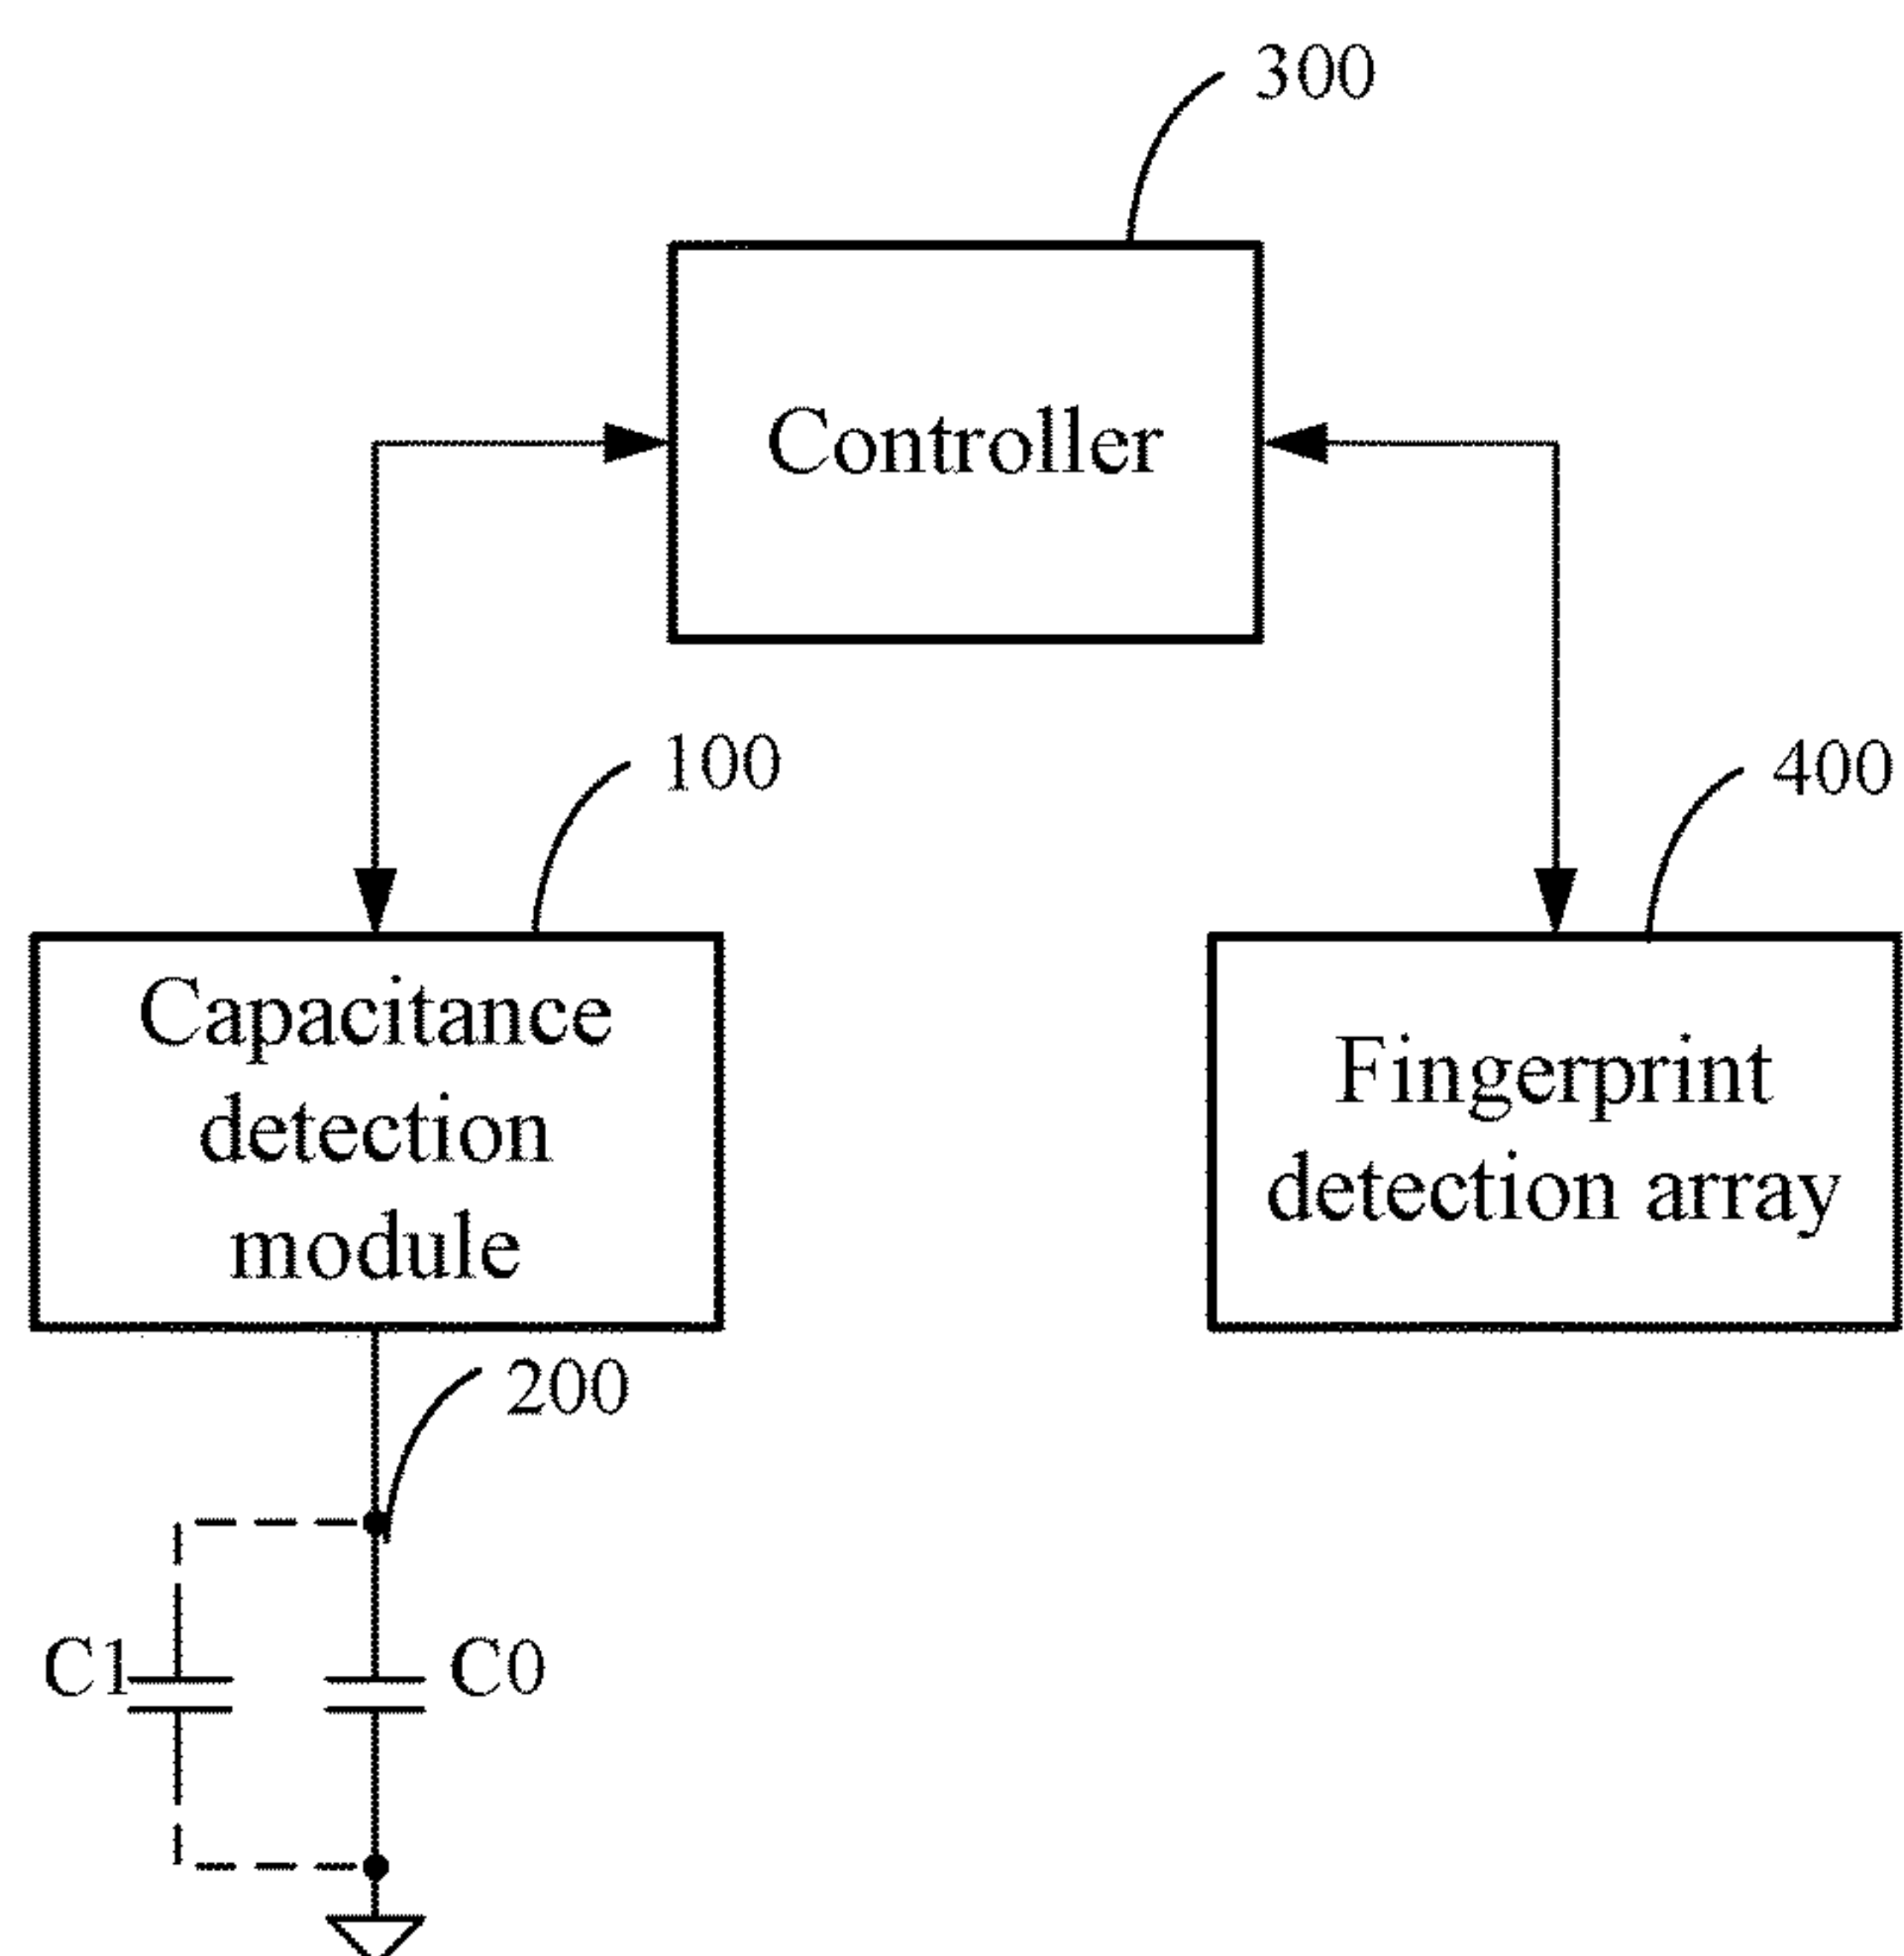 300
Controller
100
400
Capacitance
detection
module
Fingerprint
detection array
200
C1
C0